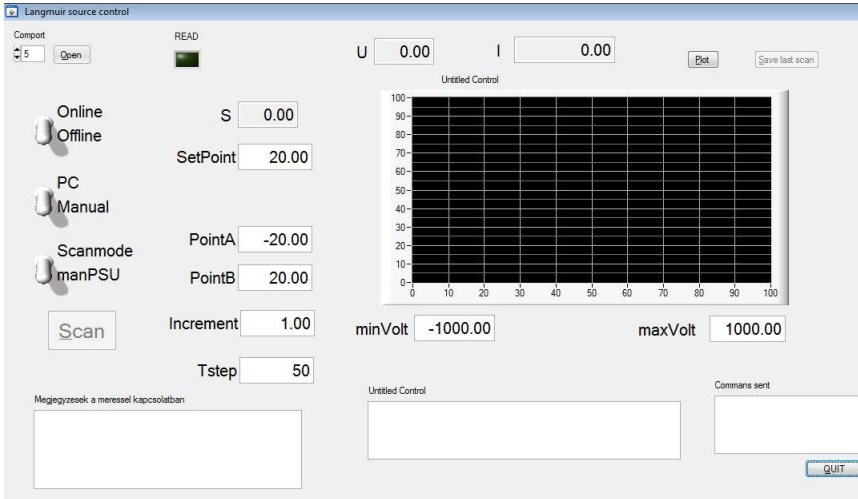 Langmuir source control
Comport
5
Open
READ
U 0.00
I 0.00
Plot
Save last scan
Untitled Control
Online
Offline
S 0.00
SetPoint 20.00
PC
Manual
PointA -20.00
Scanmode
manPSU
PointB 20.00
Scan
Increment 1.00
Tstep 50
100
90
80
70
60
50
40
30
20
10
0
0 10 20 30 40 50 60 70 80 90 100
minVolt -1000.00
maxVolt 1000.00
Megjegyzesek a meressel kapcsolatban
Untitled Control
Commans sent
QUIT